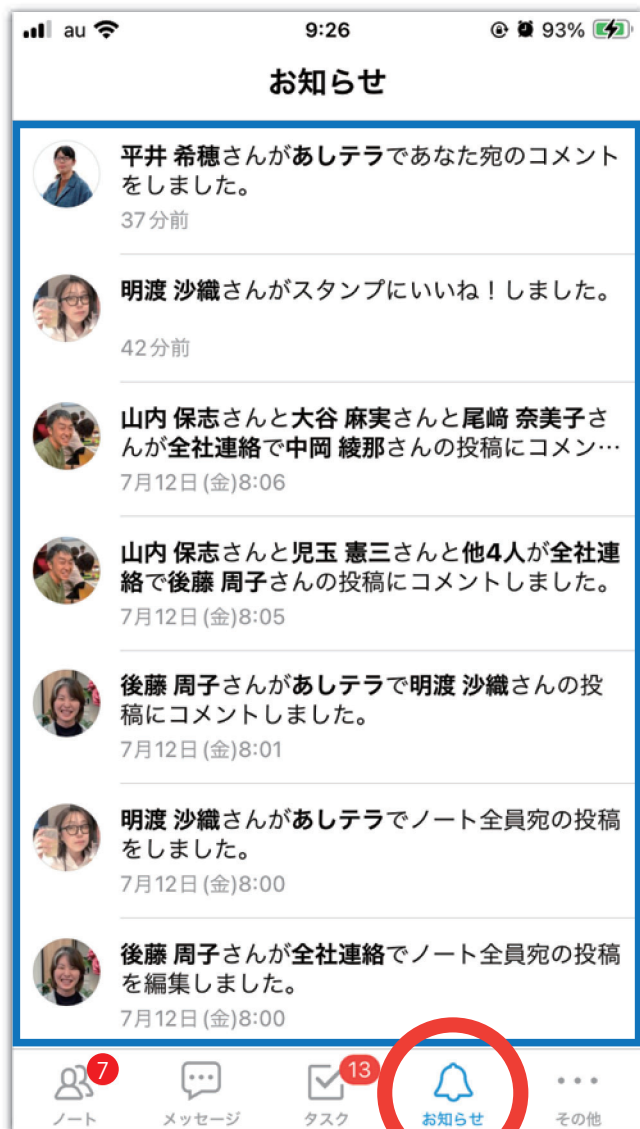 au 9:26 93%
お知らせ
平井 希穂さんがあしテラであなた宛のコメント
をしました。
37分前
明渡 沙織さんがスタンプにいいね！しました。
42分前
山内 保志さんと大谷 麻実さんと尾﨑 奈美子さ
んが全社連絡で中岡 綾那さんの投稿にコメン…
7月12日(金)8:06
山内 保志さんと児玉 憲三さんと他4人が全社連
絡で後藤 周子さんの投稿にコメントしました。
7月12日(金)8:05
後藤 周子さんがあしテラで明渡 沙織さんの投
稿にコメントしました。
7月12日(金)8:01
明渡 沙織さんがあしテラでノート全員宛の投稿
をしました。
7月12日(金)8:00
後藤 周子さんが全社連絡でノート全員宛の投稿
を編集しました。
7月12日(金)8:00
7 13
ノート メッセージ タスク お知らせ その他